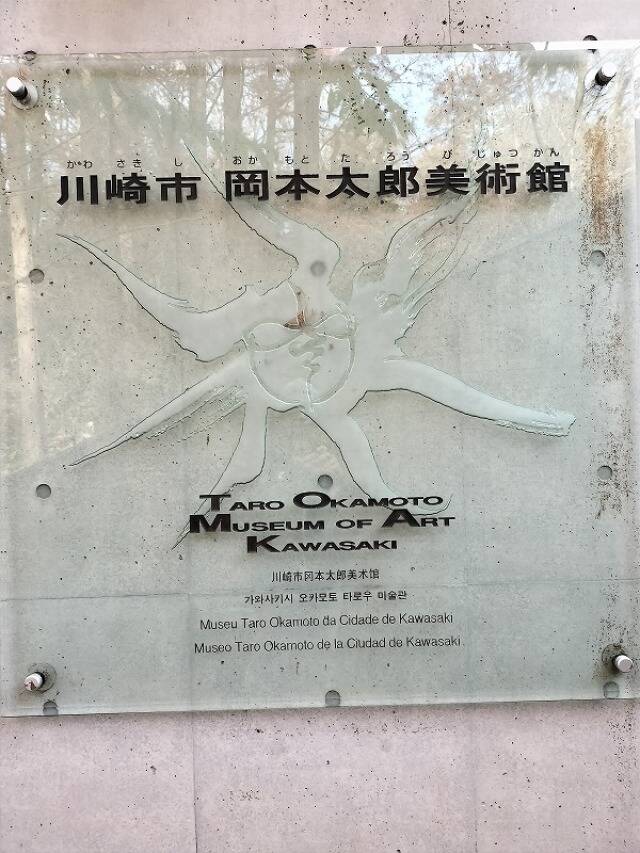 かわ さき し おか もと た ろう び じゅつ かん
川崎市 岡本太郎美術館
TARO OKAMOTO
MUSEUM OF ART
KAWASAKI
川崎市冈本太郎美术馆
가와사키시 오카모토 타로우 미술관
Museu Taro Okamoto da Cidade de Kawasaki
Museo Taro Okamoto de la Ciudad de Kawasaki